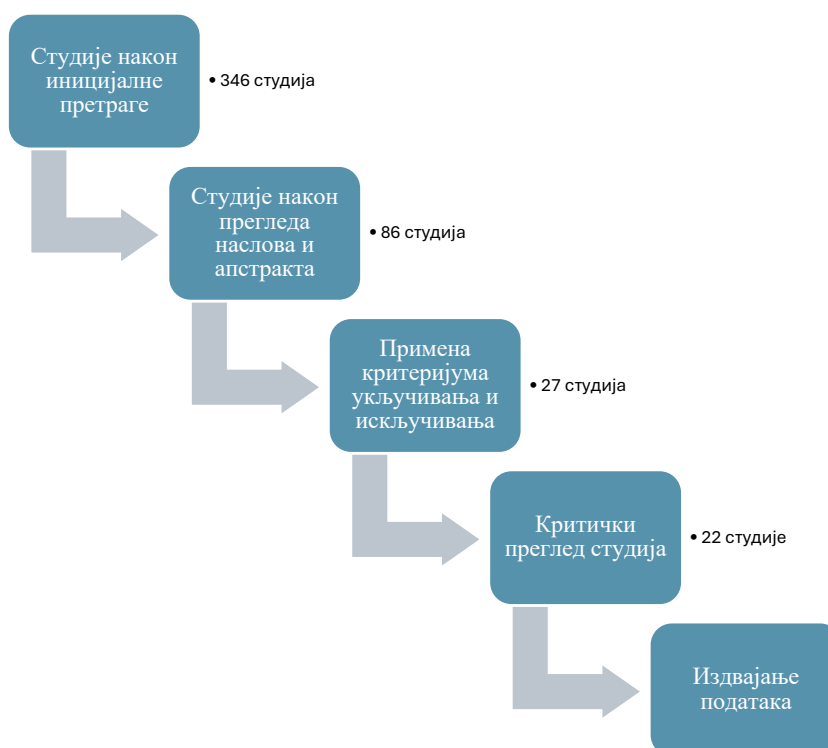 Студије након
иницијалне
претраге
• 346 студија
Студије након
прегледа
наслова и
апстракта
• 86 студија
Примена
критеријума
укључивања и
искључивања
• 27 студија
Критички
преглед студија
• 22 студије
Издвајање
података